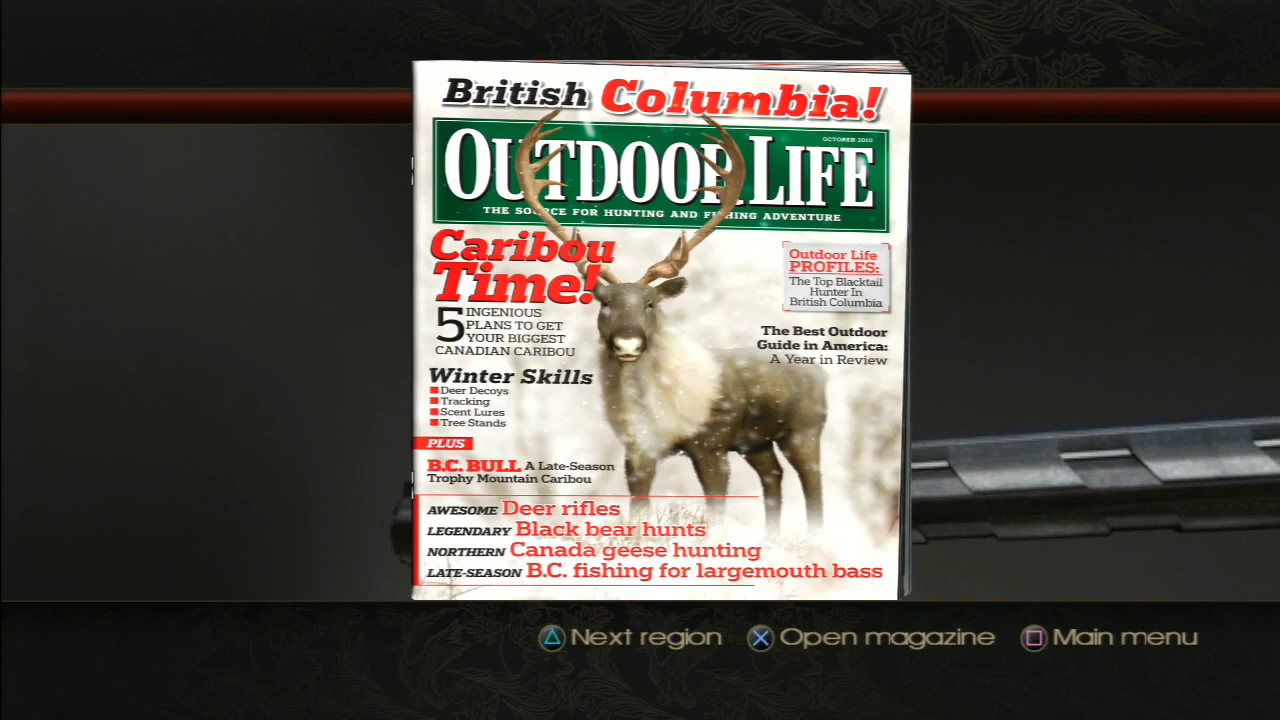 British Columbia!
OUTDOOR LIFE
OCTOBER 2010
THE SOURCE FOR HUNTING AND FISHING ADVENTURE
Caribou
Time!
5 INGENIOUS
PLANS TO GET
YOUR BIGGEST
CANADIAN CARIBOU
Winter Skills
Deer Decoys
Tracking
Scent Lures
Tree Stands
PLUS
B.C. BULL A Late-Season
Trophy Mountain Caribou
Outdoor Life
PROFILES:
The Top Blacktail
Hunter In
British Columbia
The Best Outdoor
Guide in America:
A Year in Review
AWESOME Deer rifles
LEGENDARY Black bear hunts
NORTHERN Canada geese hunting
LATE-SEASON B.C. fishing for largemouth bass
Next region Open magazine Main menu